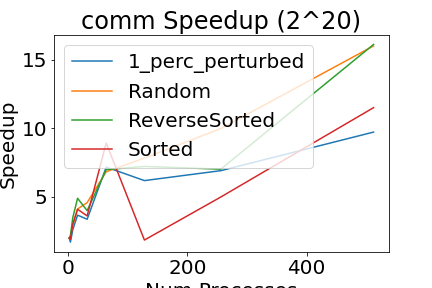 comm Speedup (2^20)
1_perc_perturbed
Random
ReverseSorted
Sorted
Speedup
15
10
5
0
200
400
Num Processes